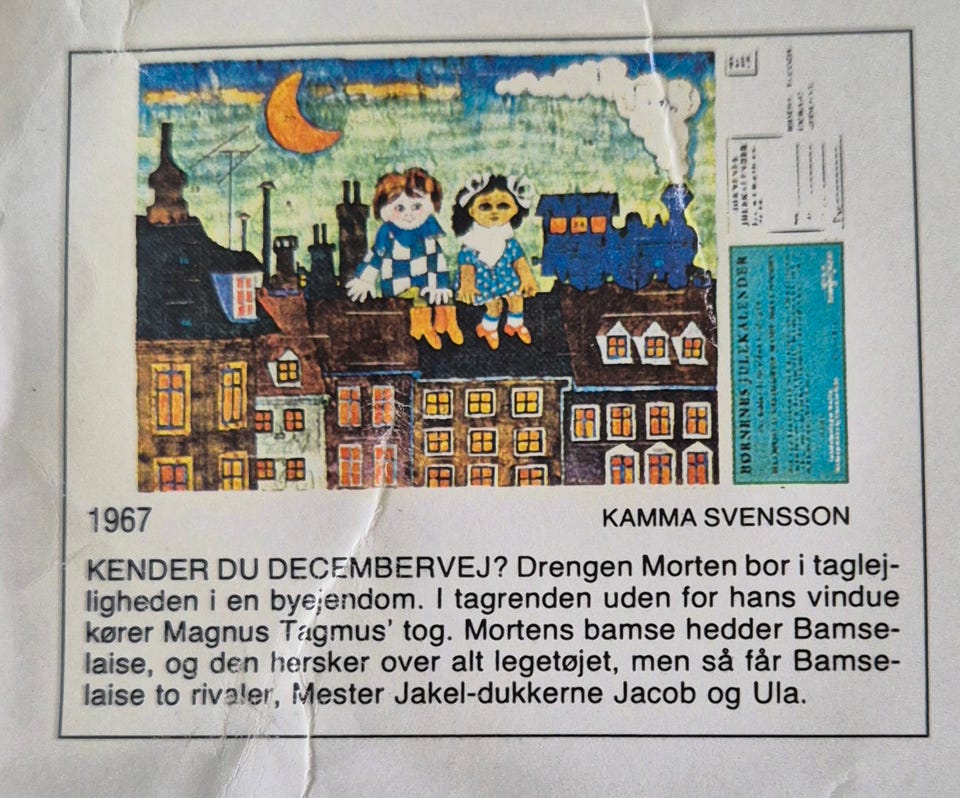 BØRNENES JULEKALENDER
1967
KAMMA SVENSSON
KENDER DU DECEMBERVEJ? Drengen Morten bor i taglej-
ligheden i en byejendom. I tagrenden uden for hans vindue
kører Magnus Tagmus’ tog. Mortens bamse hedder Bamse-
laise, og den hersker over alt legetøjet, men så får Bamse-
laise to rivaler, Mester Jakel-dukkerne Jacob og Ula.